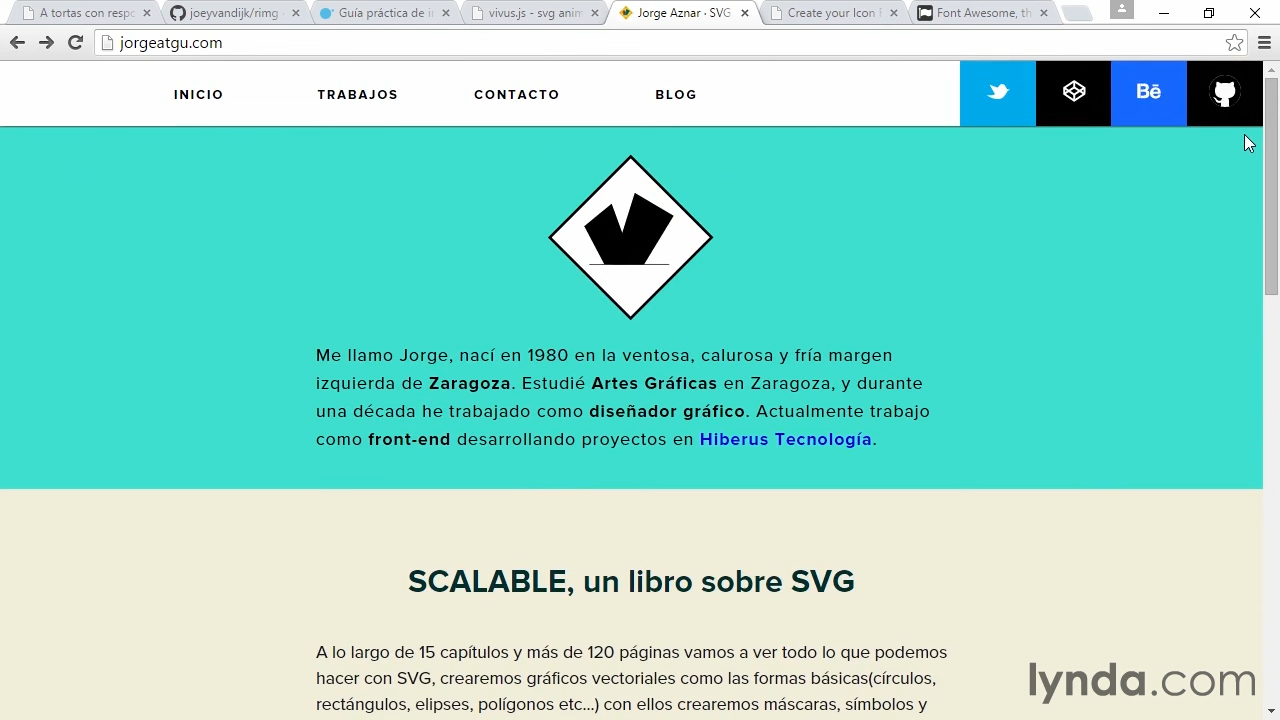 A tortas con respo
joeyvandijk/rimg
Guía práctica de i
vivus.js - svg anim
Jorge Aznar - SVG
Create your Icon
Font Awesome, th
jorgeatgu.com
INICIO
TRABAJOS
CONTACTO
BLOG
Bē
Me llamo Jorge, nací en 1980 en la ventosa, calurosa y fría margen
izquierda de Zaragoza. Estudié Artes Gráficas en Zaragoza, y durante
una década he trabajado como diseñador gráfico. Actualmente trabajo
como front-end desarrollando proyectos en Hiberus Tecnología.
SCALABLE, un libro sobre SVG
A lo largo de 15 capítulos y más de 120 páginas vamos a ver todo lo que podemos
hacer con SVG, crearemos gráficos vectoriales como las formas básicas(círculos,
rectángulos, elipses, polígonos etc...) con ellos crearemos máscaras, símbolos y
lynda.com